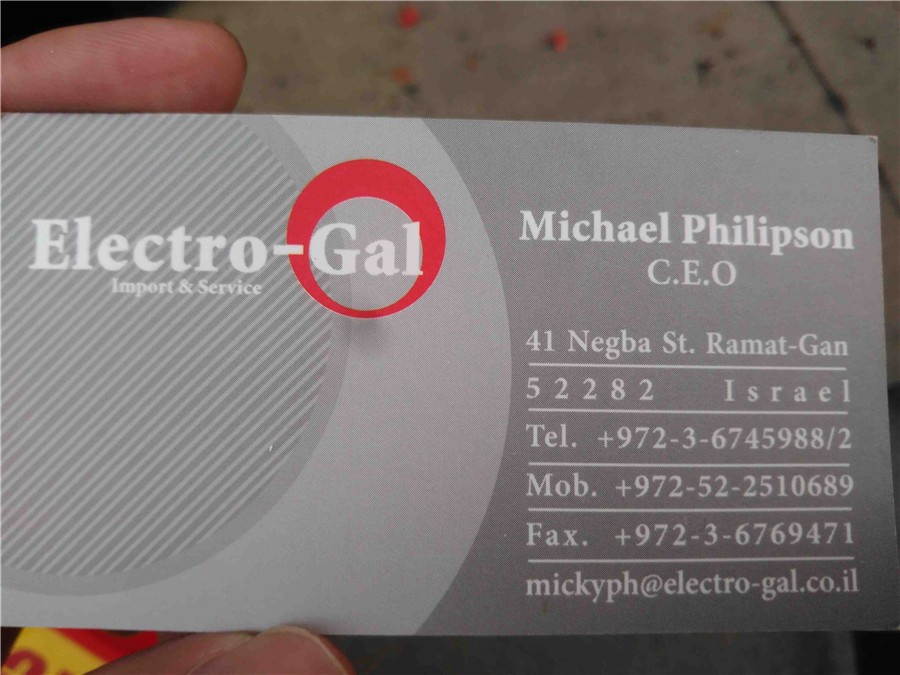 Electro-Gal
Import & Service
Michael Philipson
C.E.O
41 Negba St. Ramat-Gan
52282 Israel
Tel. +972-3-6745988/2
Mob. +972-52-2510689
Fax. +972-3-6769471
mickyph@electro-gal.co.il